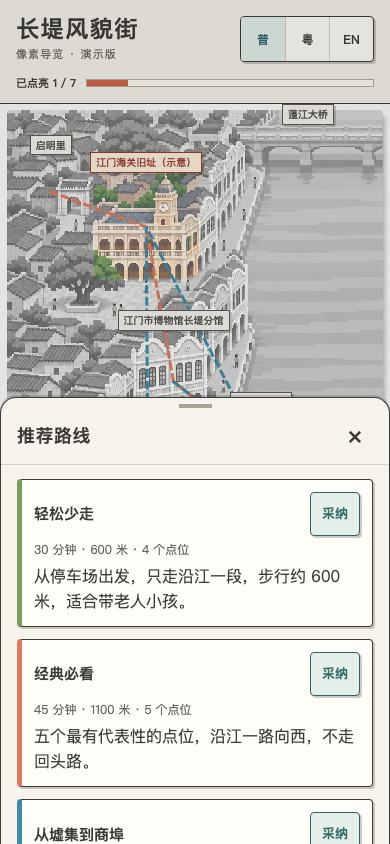 长堤风貌街
像素导览 · 演示版
普
粤
EN
已点亮 1 / 7
蓬江大桥
启明里
江门海关旧址（示意）
江门市博物馆长堤分馆
推荐路线
×
轻松少走
采纳
30 分钟 · 600 米 · 4 个点位
从停车场出发，只走沿江一段，步行约 600
米，适合带老人小孩。
经典必看
采纳
45 分钟 · 1100 米 · 5 个点位
五个最有代表性的点位，沿江一路向西，不走
回头路。
从墟集到商埠
采纳